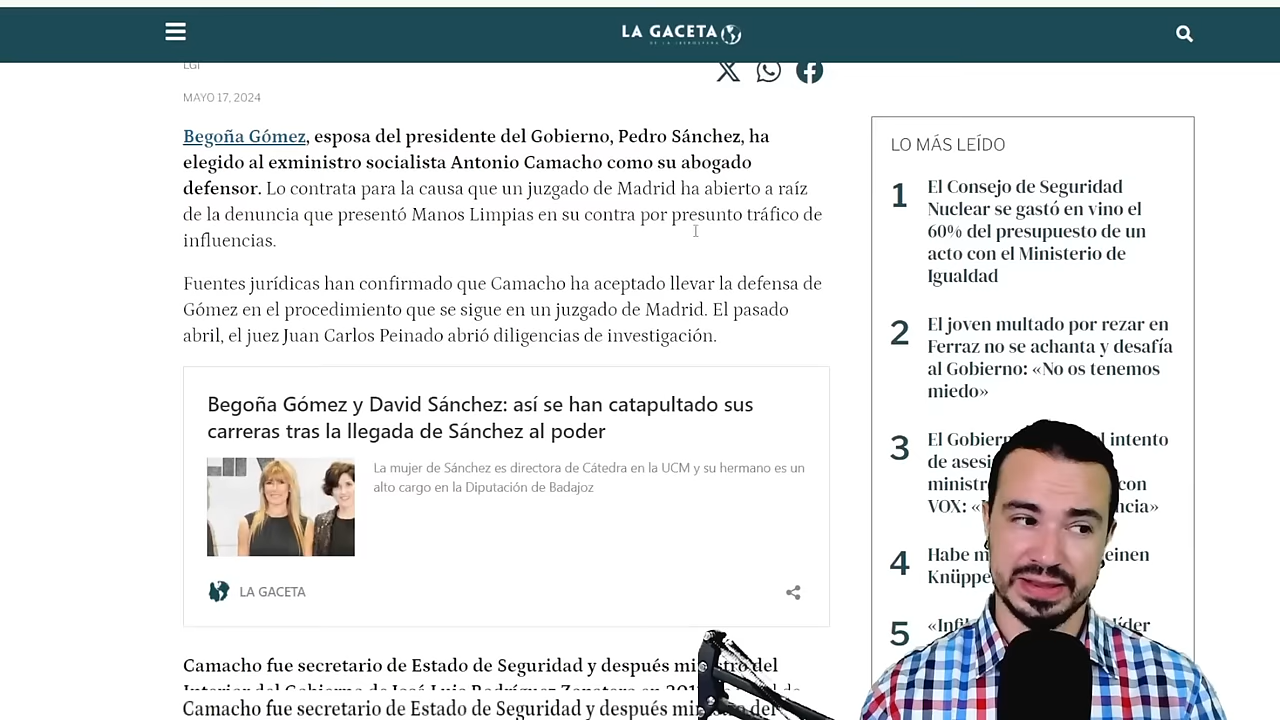 LA GACETA
DE LA IBEROSFERA
LGI
MAYO 17, 2024
Begoña Gómez, esposa del presidente del Gobierno, Pedro Sánchez, ha
elegido al exministro socialista Antonio Camacho como su abogado
defensor. Lo contrata para la causa que un juzgado de Madrid ha abierto a raíz
de la denuncia que presentó Manos Limpias en su contra por presunto tráfico de
influencias.
Fuentes jurídicas han confirmado que Camacho ha aceptado llevar la defensa de
Gómez en el procedimiento que se sigue en un juzgado de Madrid. El pasado
abril, el juez Juan Carlos Peinado abrió diligencias de investigación.
Begoña Gómez y David Sánchez: así se han catapultado sus
carreras tras la llegada de Sánchez al poder
La mujer de Sánchez es directora de Cátedra en la UCM y su hermano es un
alto cargo en la Diputación de Badajoz
LA GACETA
Camacho fue secretario de Estado de Seguridad y después ministro del
Interior del Gobierno de José Luis Rodríguez Zapatero en
Camacho fue secretario de Estado de Seguridad y después del
LO MÁS LEÍDO
1 El Consejo de Seguridad
Nuclear se gastó en vino el
60% del presupuesto de un
acto con el Ministerio de
Igualdad
2 El joven multado por rezar en
Ferraz no se achanta y desafía
al Gobierno: «No os tenemos
miedo»
3 El intento
de con
VOX:
4 Habe einen
5